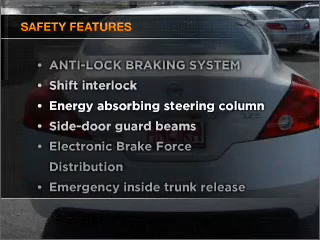 SAFETY FEATURES
• ANTI-LOCK BRAKING SYSTEM
• Shift interlock
• Energy absorbing steering column
• Side-door guard beams
• Electronic Brake Force
Distribution
• Emergency inside trunk release